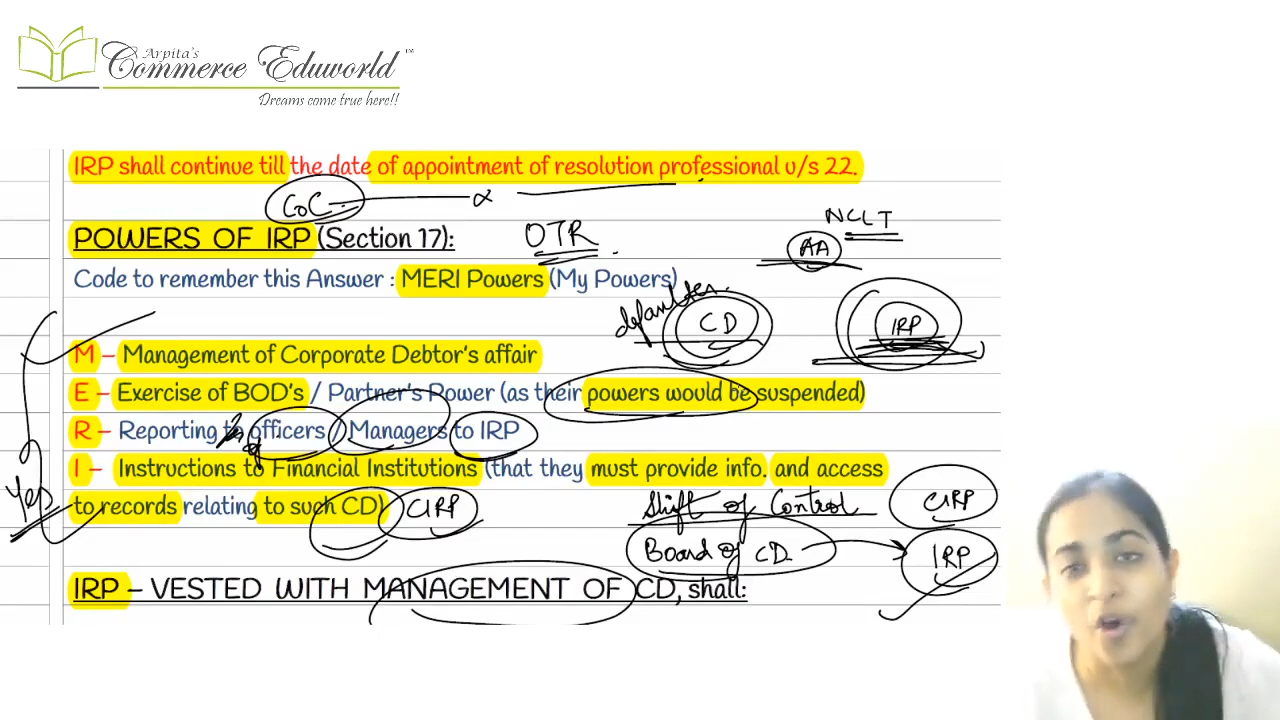 Arpita's
Commerce Eduworld™
Dreams come true here!!
IRP shall continue till the date of appointment of resolution professional u/s 22.
COC
NCLT
POWERS OF IRP (Section 17):
OTR
AA
Code to remember this Answer : MERI Powers (My Powers)
defaulter
CD
IRP
M – Management of Corporate Debtor's affair
E – Exercise of BOD's / Partner's Power (as their powers would be suspended)
R – Reporting officers / Managers to IRP
of
I – Instructions to Financial Institutions (that they must provide info. and access
Yes
to records relating to such CD)
CIRP
Shift of Control
CIRP
Board of CD
IRP
IRP – VESTED WITH MANAGEMENT OF CD, shall: